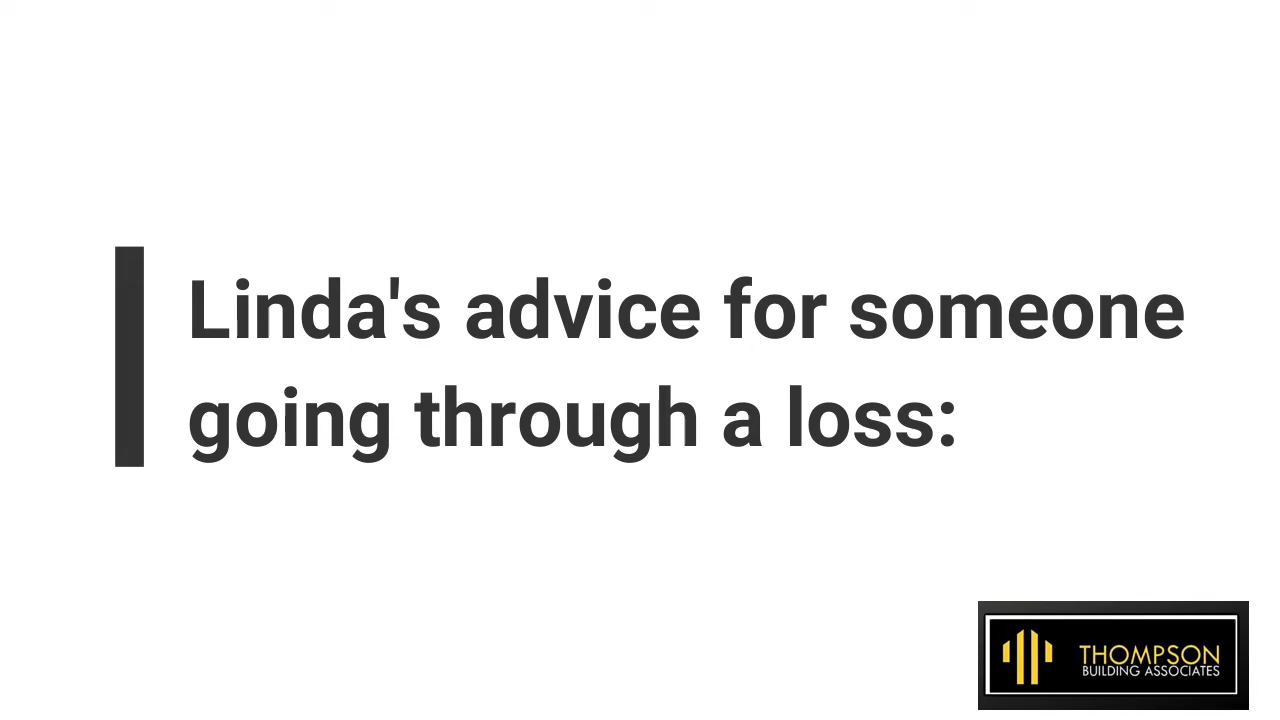 Linda's advice for someone
going through a loss:
THOMPSON
BUILDING ASSOCIATES